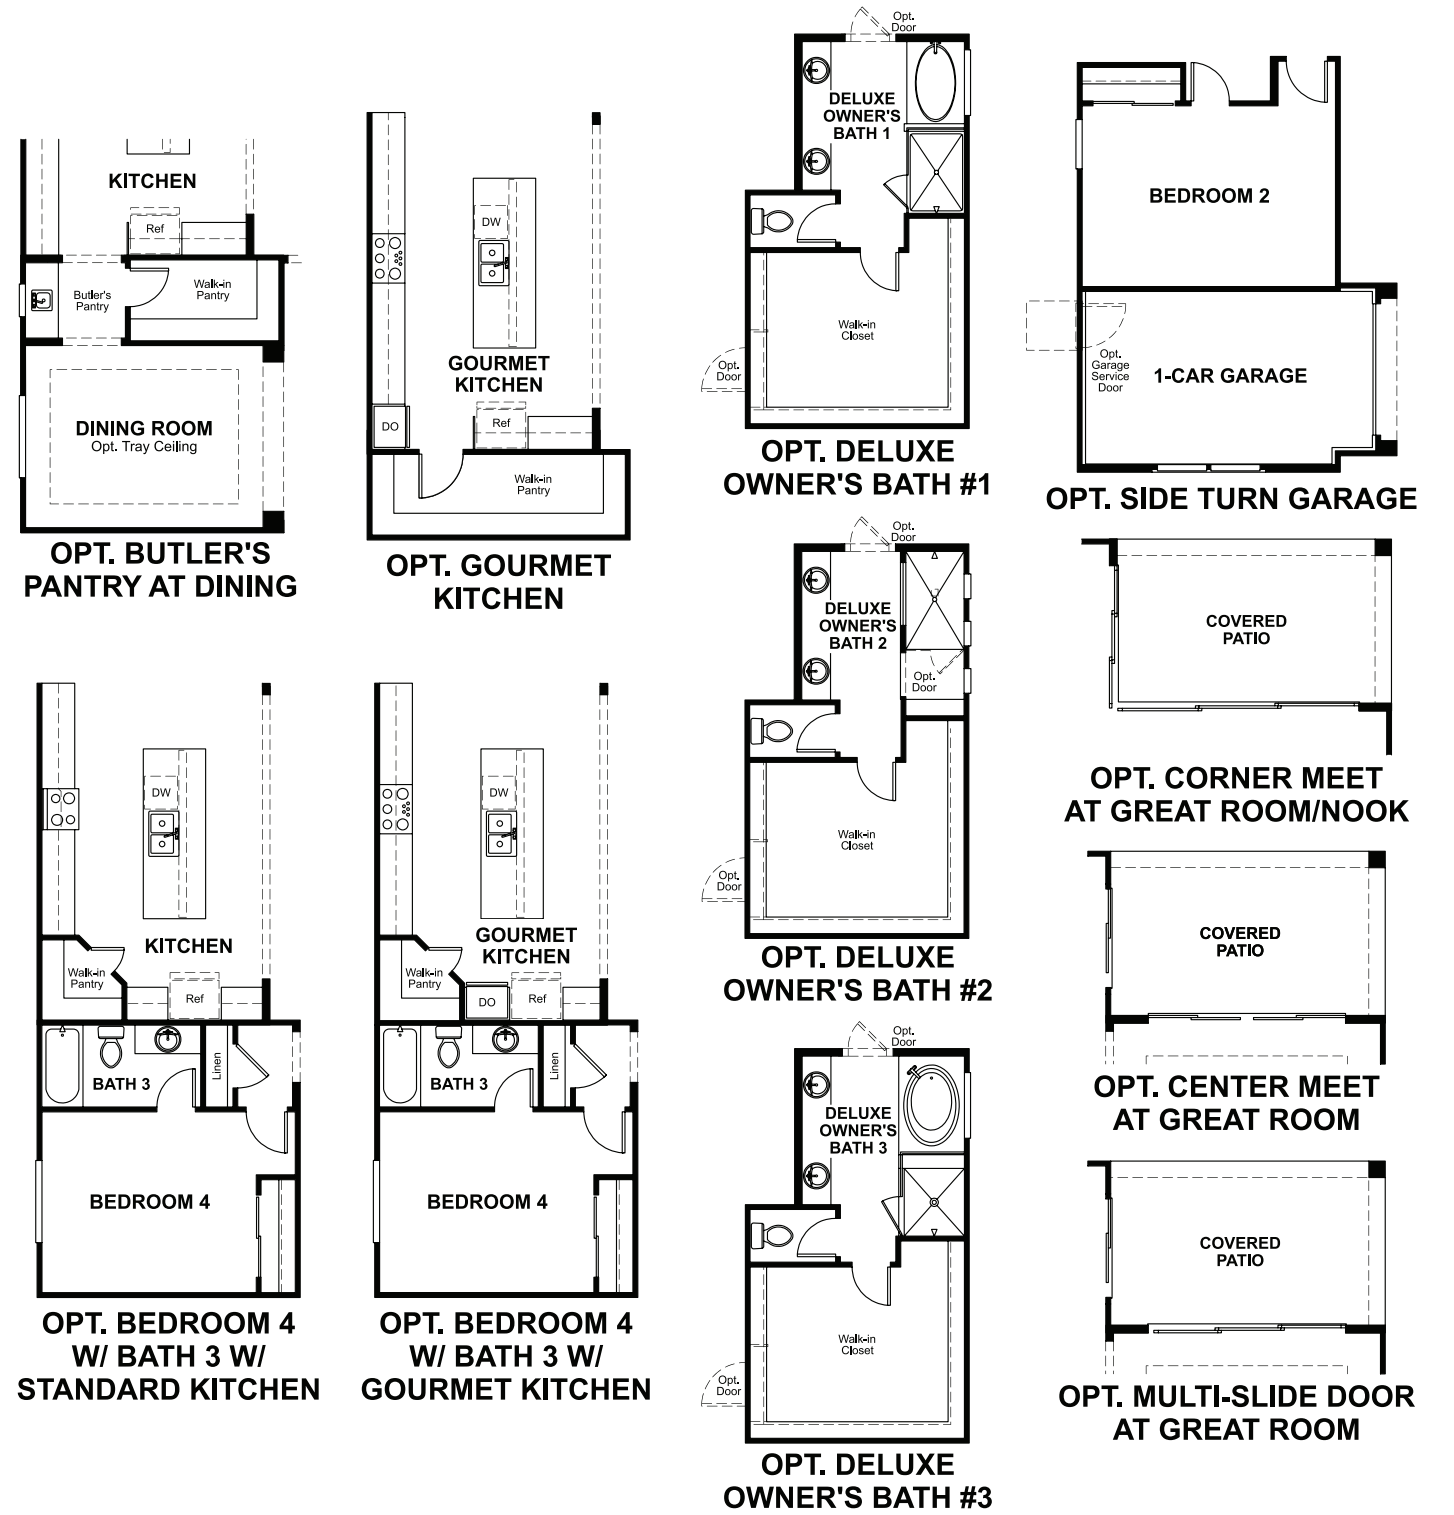 KITCHEN
Ref
Butler's
Pantry
Walk-in
Pantry
DINING ROOM
Opt. Tray Ceiling
OPT. BUTLER'S
PANTRY AT DINING
DW
GOURMET
KITCHEN
DO
Ref
Walk-in
Pantry
OPT. GOURMET
KITCHEN
Opt.
Door
DELUXE
OWNER'S
BATH 1
Walk-in
Closet
Opt.
Door
OPT. DELUXE
OWNER'S BATH #1
BEDROOM 2
Opt.
Garage
Service
Door
1-CAR GARAGE
OPT. SIDE TURN GARAGE
DW
KITCHEN
Walk-in
Pantry
Ref
BATH 3
Linen
BEDROOM 4
OPT. BEDROOM 4
W/ BATH 3 W/
STANDARD KITCHEN
DW
GOURMET
KITCHEN
Walk-in
Pantry
DO
Ref
BATH 3
Linen
BEDROOM 4
OPT. BEDROOM 4
W/ BATH 3 W/
GOURMET KITCHEN
Opt.
Door
DELUXE
OWNER'S
BATH 2
Opt.
Door
Walk-in
Closet
Opt.
Door
OPT. DELUXE
OWNER'S BATH #2
Opt.
Door
DELUXE
OWNER'S
BATH 3
Walk-in
Closet
Opt.
Door
OPT. DELUXE
OWNER'S BATH #3
COVERED
PATIO
OPT. CORNER MEET
AT GREAT ROOM/NOOK
COVERED
PATIO
OPT. CENTER MEET
AT GREAT ROOM
COVERED
PATIO
OPT. MULTI-SLIDE DOOR
AT GREAT ROOM